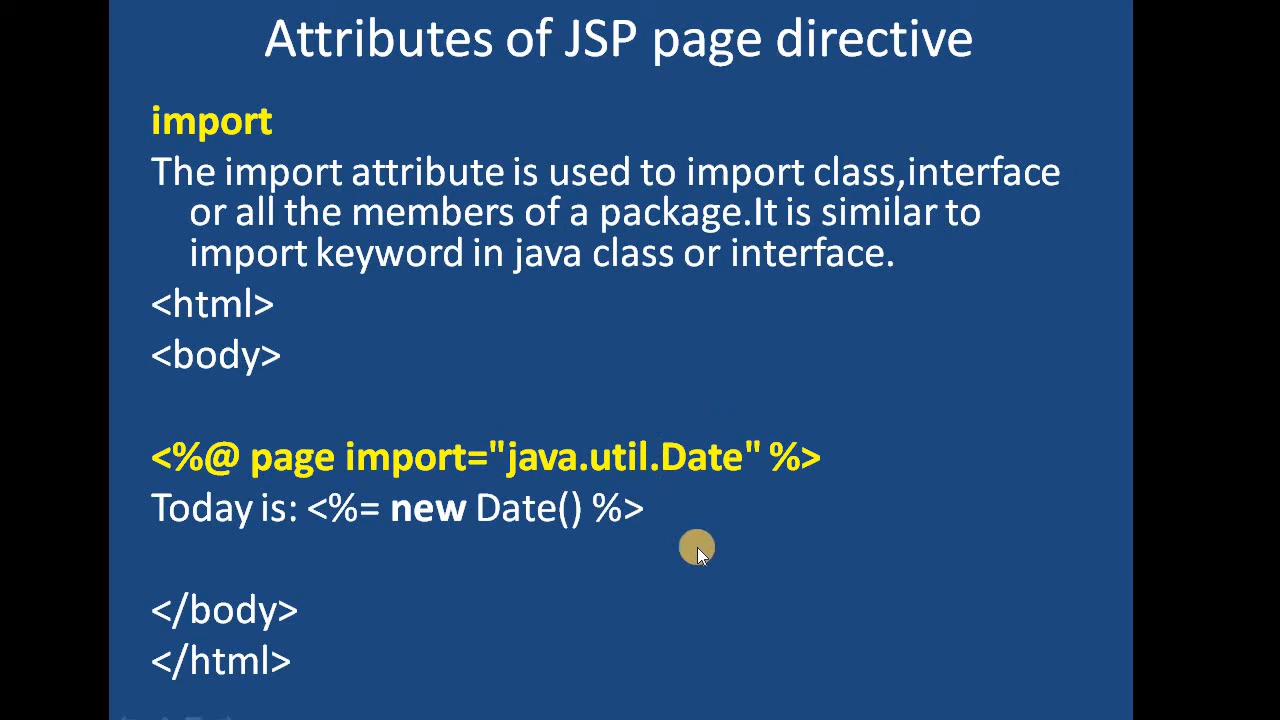 Attributes of JSP page directive
import
The import attribute is used to import class,interface
or all the members of a package.It is similar to
import keyword in java class or interface.
<html>
<body>
<%@ page import="java.util.Date" %>
Today is: <%= new Date() %>
</body>
</html>